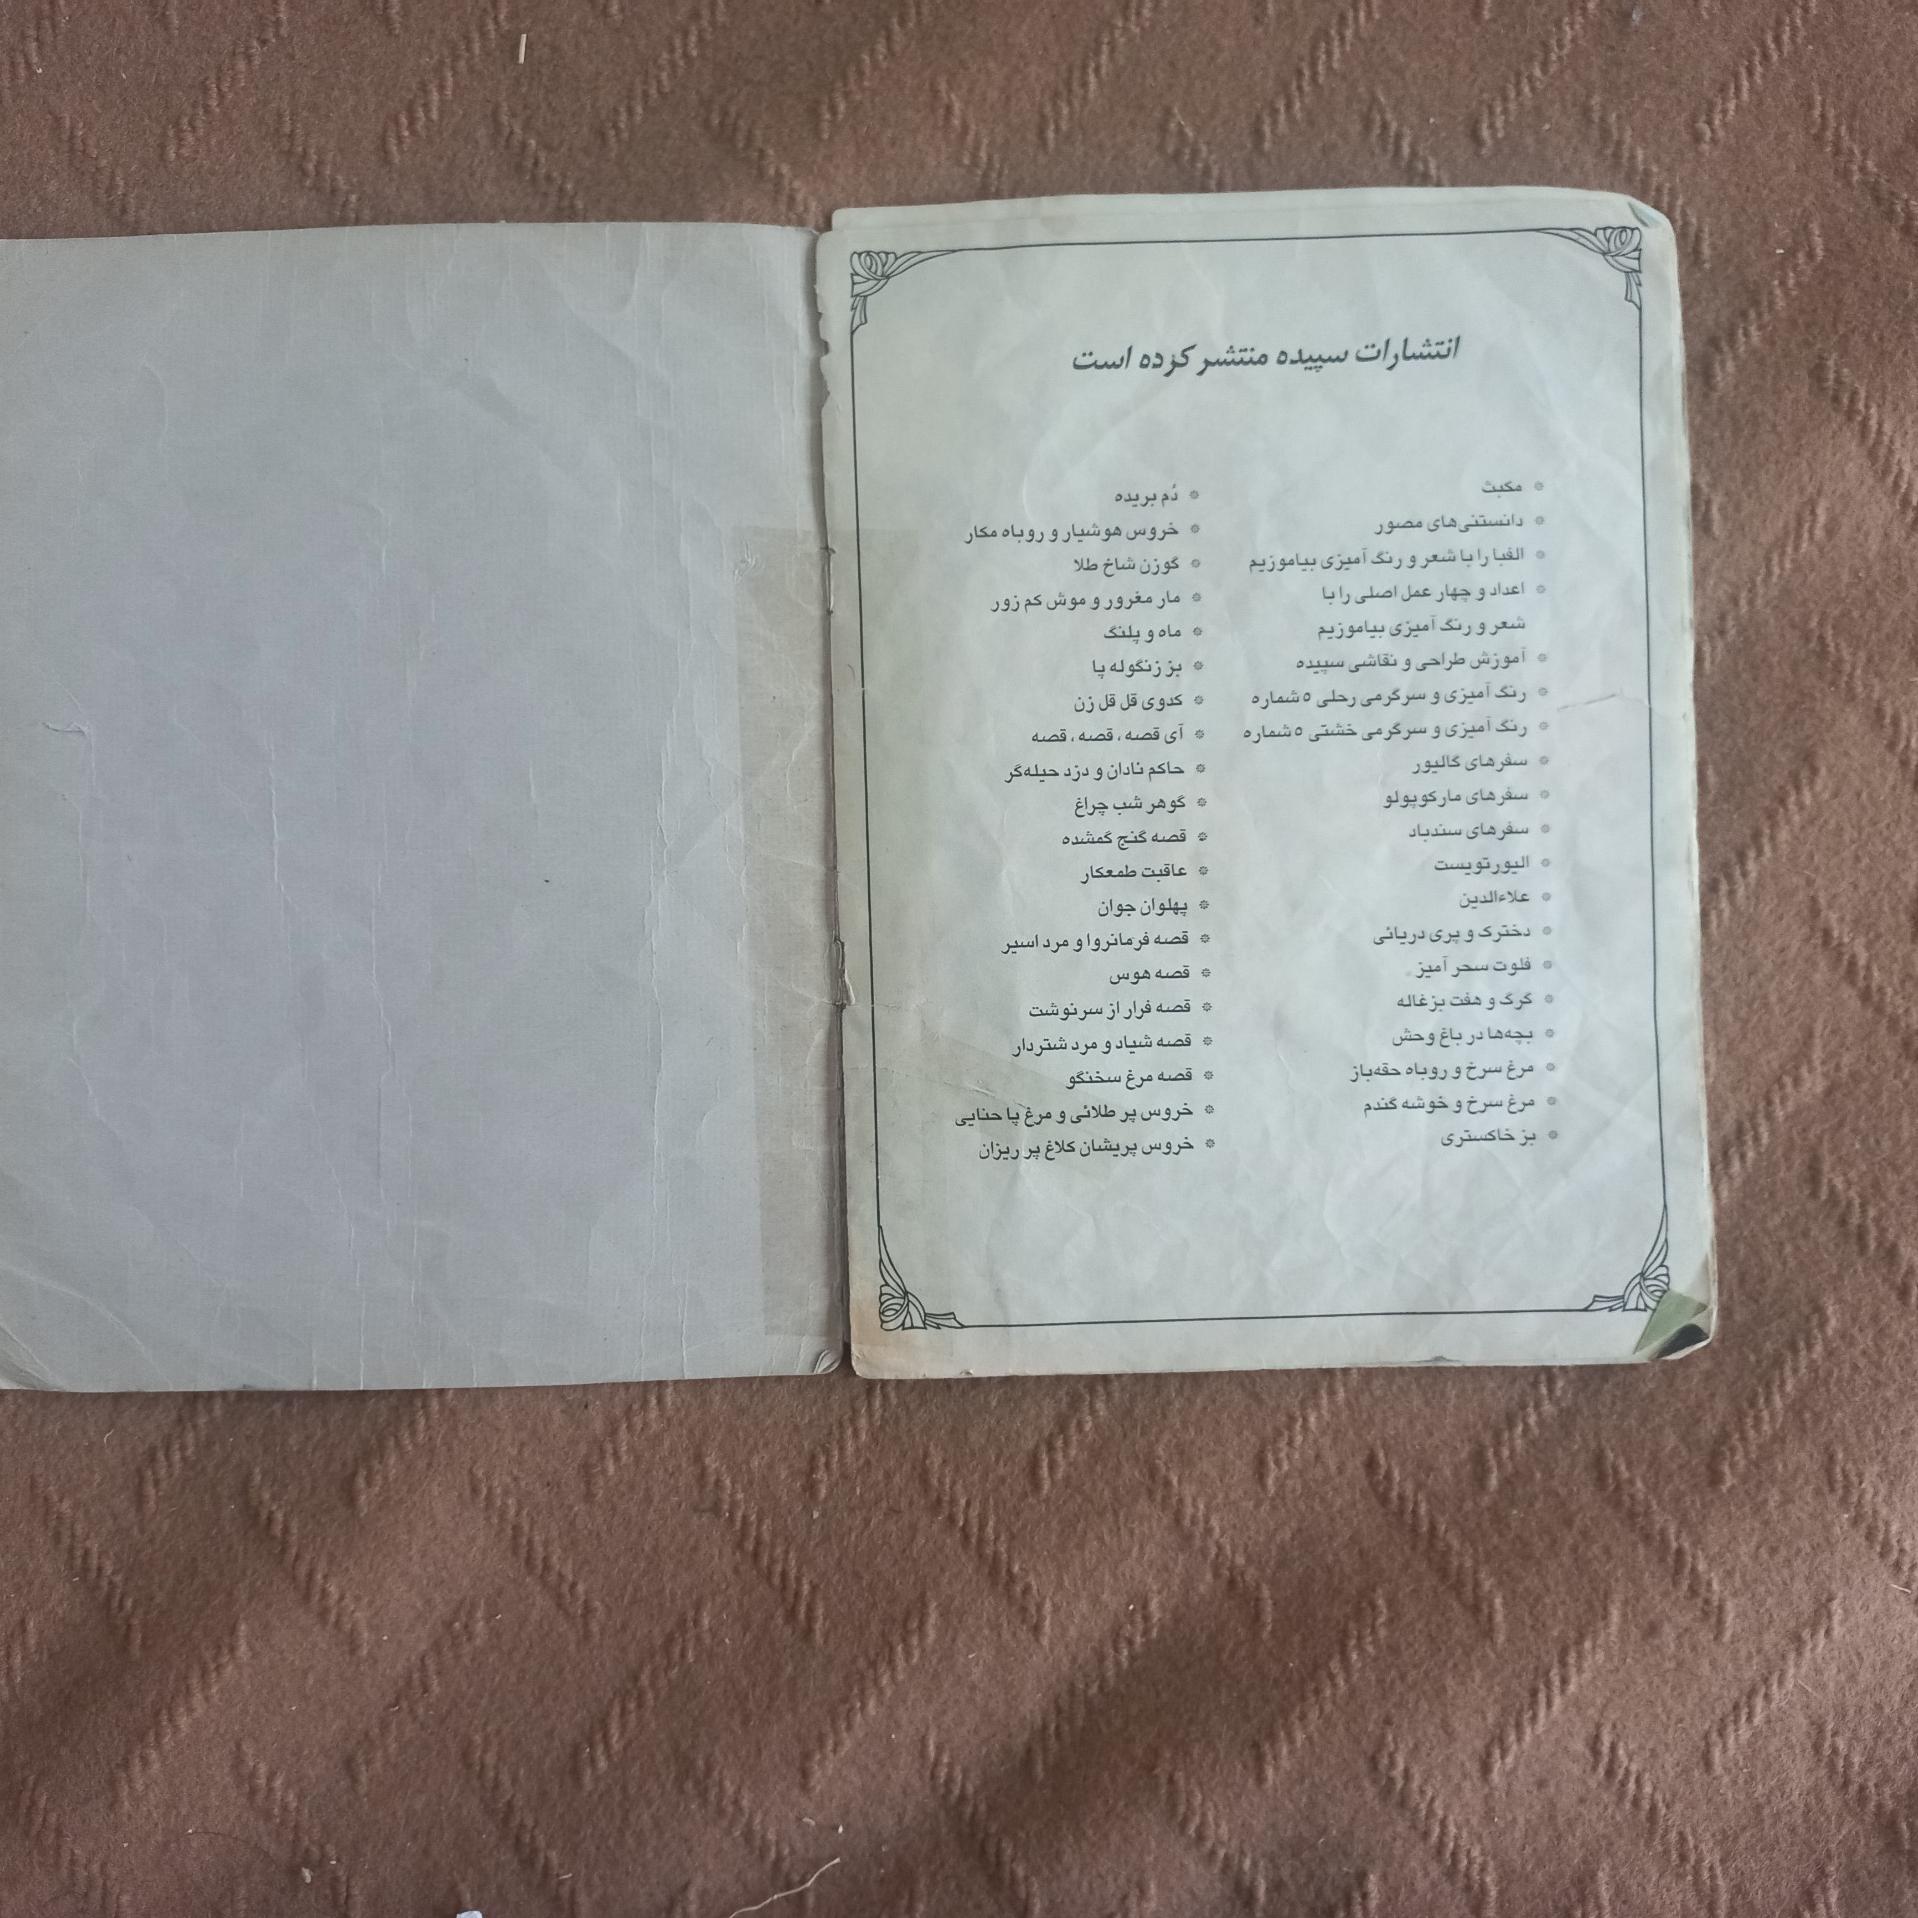 انتشارات سپیده منتشر کرده است
مکبث
دانستنی‌های مصور
الفبا را با شعر و رنگ آمیزی بیاموزیم
اعداد و چهار عمل اصلی را با
شعر و رنگ آمیزی بیاموزیم
آموزش طراحی و نقاشی سپیده
رنگ آمیزی و سرگرمی رحلی ۵ شماره
رنگ آمیزی و سرگرمی خشتی ۵ شماره
سفرهای گالیور
سفرهای مارکوپولو
سفرهای سندباد
الیورتویست
علاءالدین
دخترک و پری دریائی
فلوت سحر آمیز
گرگ و هفت بزغاله
بچه‌ها در باغ وحش
مرغ سرخ و روباه حقه‌باز
مرغ سرخ و خوشه گندم
بز خاکستری
دُم بریده
خروس هوشیار و روباه مکار
گوزن شاخ طلا
مار مغرور و موش کم زور
ماه و پلنگ
بز زنگوله پا
کدوی قل قل زن
آی قصه، قصه، قصه
حاکم نادان و دزد حیله‌گر
گوهر شب چراغ
قصه گنج گمشده
عاقبت طمعکار
پهلوان جوان
قصه فرمانروا و مرد اسیر
قصه هوس
قصه فرار از سرنوشت
قصه شیاد و مرد شتردار
قصه مرغ سخنگو
خروس پر طلائی و مرغ پا حنایی
خروس پریشان کلاغ پر ریزان